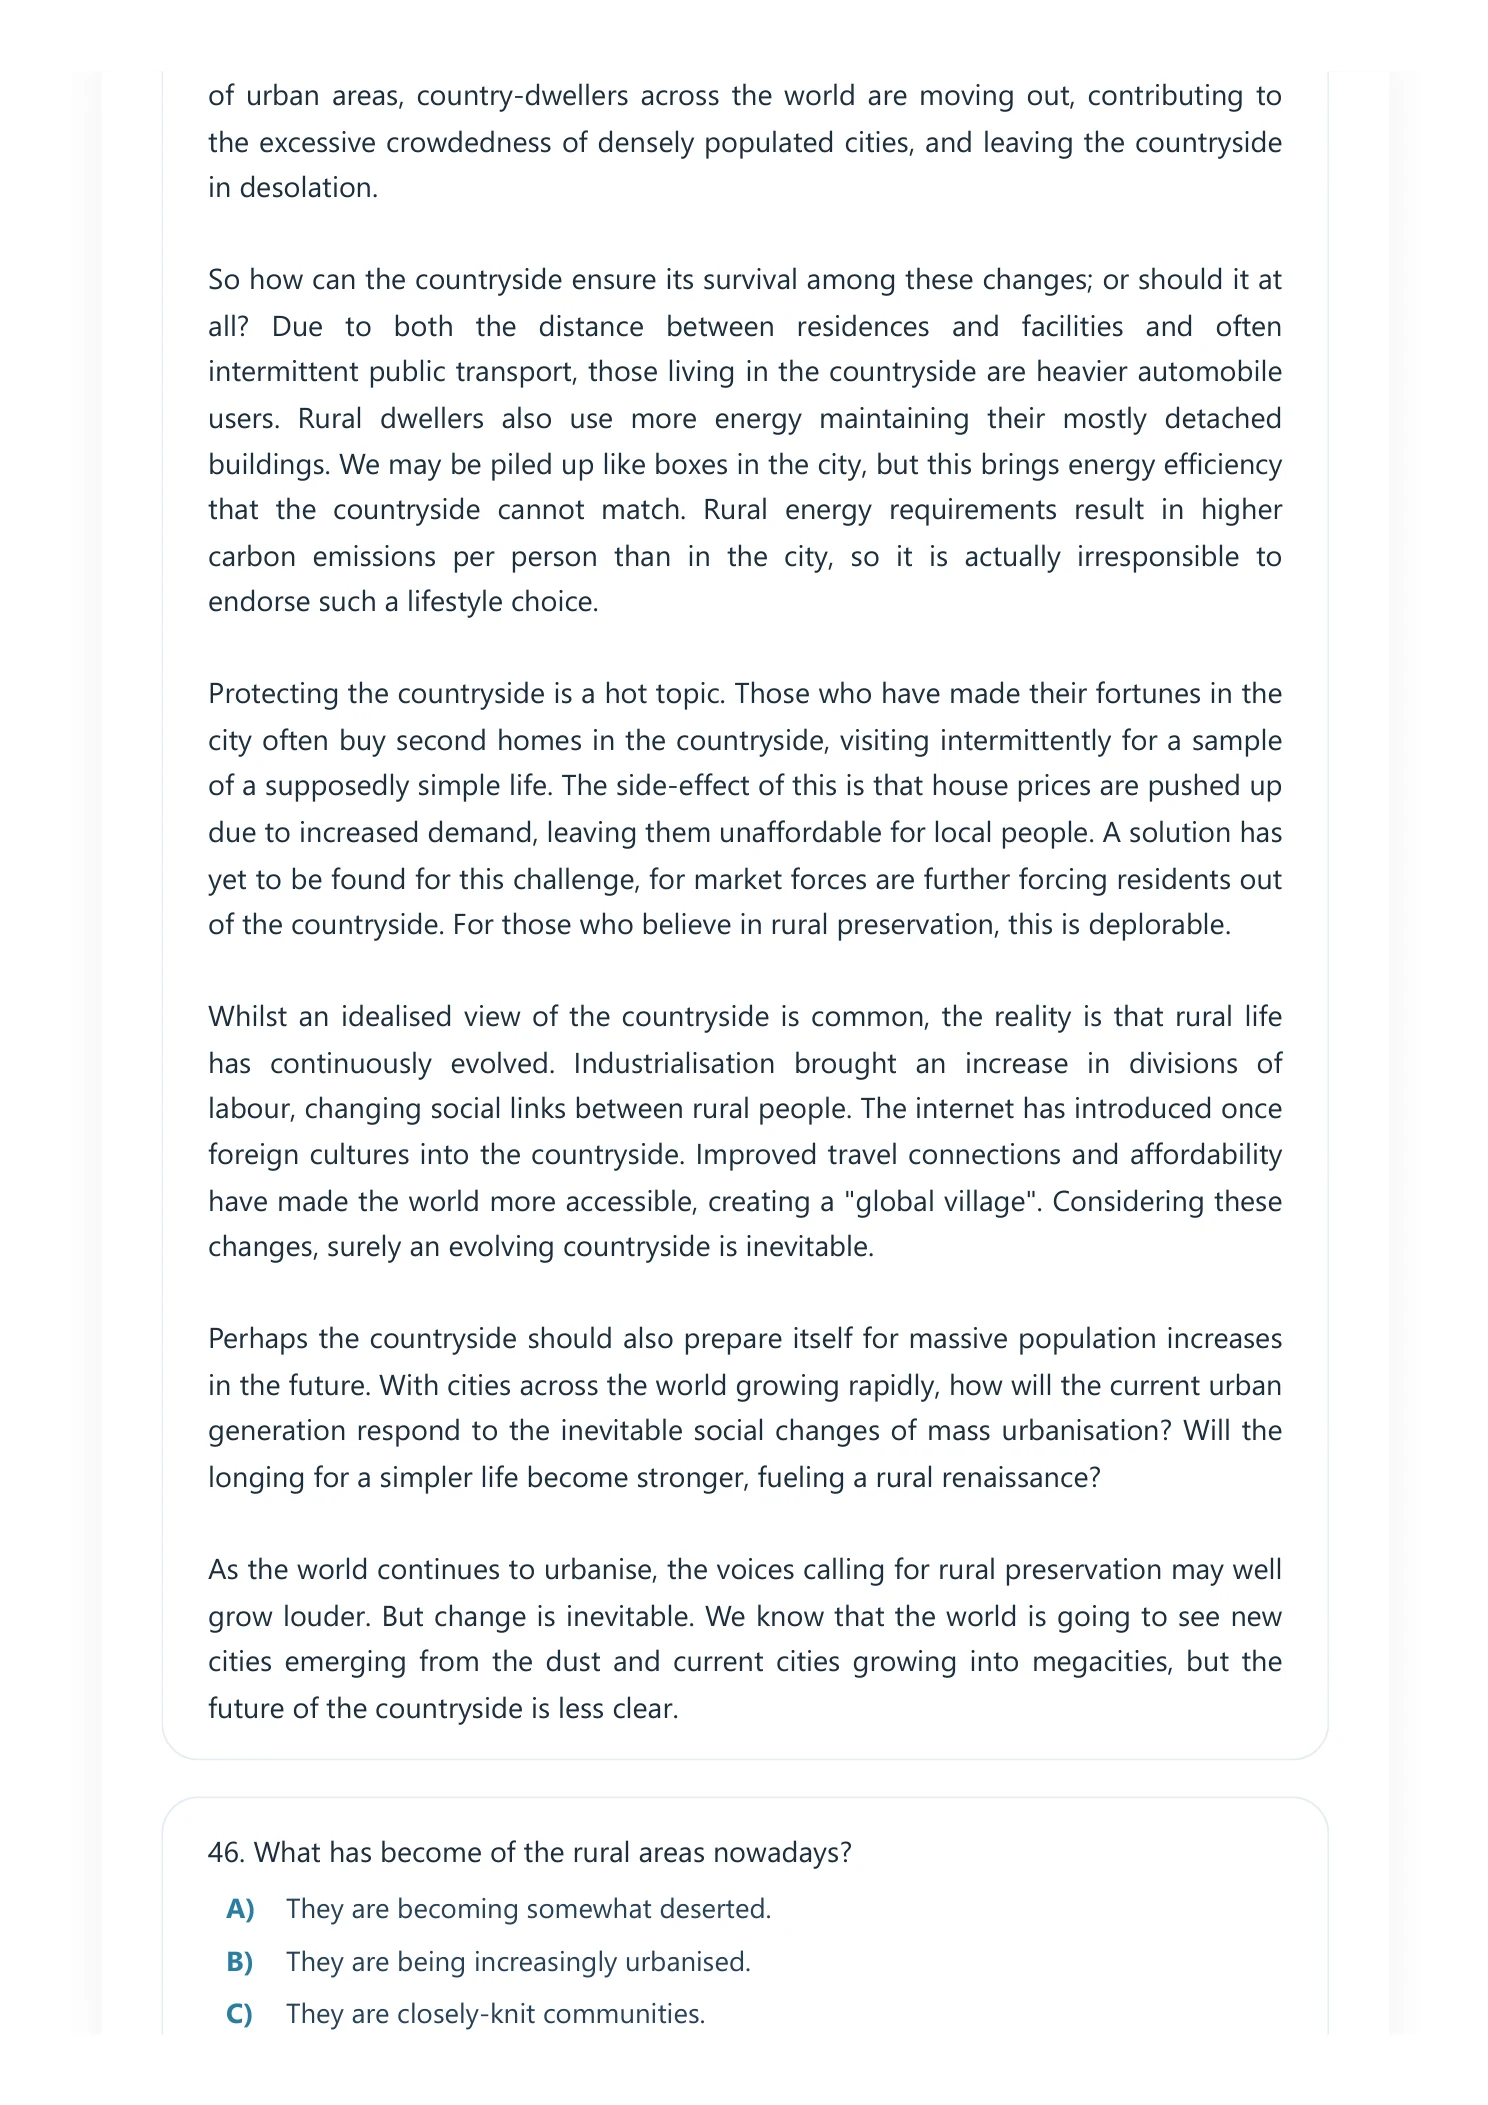 of urban areas, country-dwellers across the world are moving out, contributing to
the excessive crowdedness of densely populated cities, and leaving the countryside
in desolation.
So how can the countryside ensure its survival among these changes; or should it at
all? Due to both the distance between residences and facilities and often
intermittent public transport, those living in the countryside are heavier automobile
users. Rural dwellers also use more energy maintaining their mostly detached
buildings. We may be piled up like boxes in the city, but this brings energy efficiency
that the countryside cannot match. Rural energy requirements result in higher
carbon emissions per person than in the city, so it is actually irresponsible to
endorse such a lifestyle choice.
Protecting the countryside is a hot topic. Those who have made their fortunes in the
city often buy second homes in the countryside, visiting intermittently for a sample
of a supposedly simple life. The side-effect of this is that house prices are pushed up
due to increased demand, leaving them unaffordable for local people. A solution has
yet to be found for this challenge, for market forces are further forcing residents out
of the countryside. For those who believe in rural preservation, this is deplorable.
Whilst an idealised view of the countryside is common, the reality is that rural life
has continuously evolved. Industrialisation brought an increase in divisions of
labour, changing social links between rural people. The internet has introduced once
foreign cultures into the countryside. Improved travel connections and affordability
have made the world more accessible, creating a "global village". Considering these
changes, surely an evolving countryside is inevitable.
Perhaps the countryside should also prepare itself for massive population increases
in the future. With cities across the world growing rapidly, how will the current urban
generation respond to the inevitable social changes of mass urbanisation? Will the
longing for a simpler life become stronger, fueling a rural renaissance?
As the world continues to urbanise, the voices calling for rural preservation may well
grow louder. But change is inevitable. We know that the world is going to see new
cities emerging from the dust and current cities growing into megacities, but the
future of the countryside is less clear.
46. What has become of the rural areas nowadays?
A) They are becoming somewhat deserted.
B) They are being increasingly urbanised.
C) They are closely-knit communities.